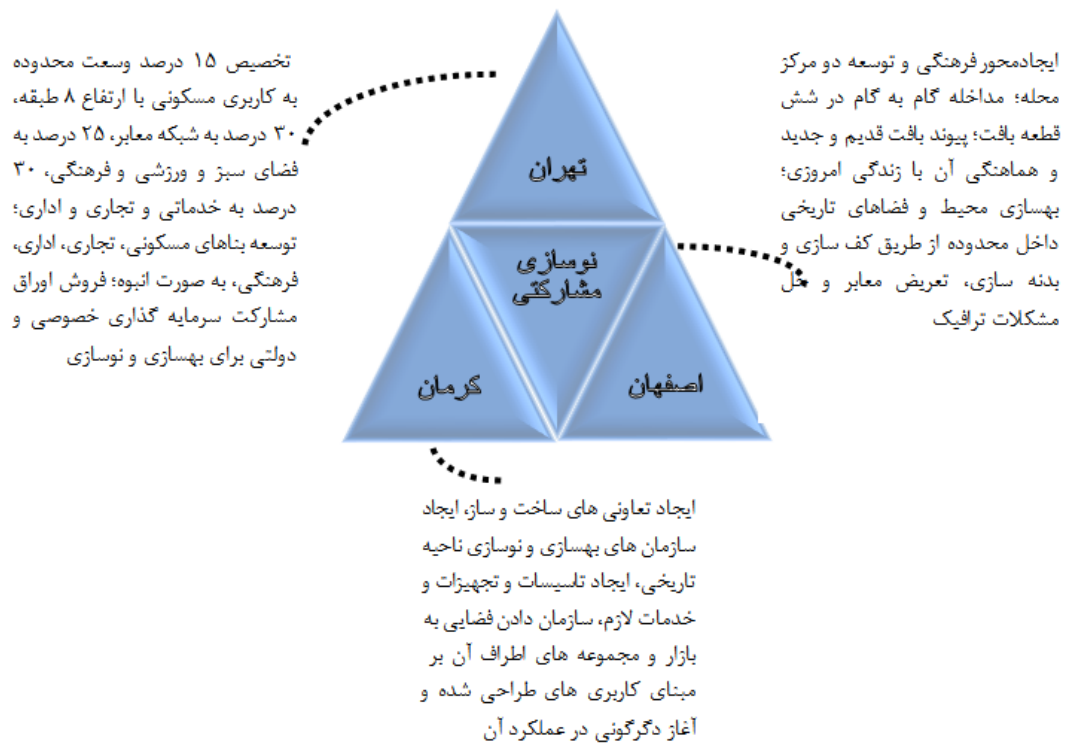 ایجادمحورفرهنگی و توسعه دو مرکز
محله؛ مداخله گام به گام در شش
قطعه بافت؛ پیوند بافت قدیم و جدید
و هماهنگی آن با زندگی امروزی؛
بهسازی محیط و فضاهای تاریخی
داخل محدوده از طریق کف سازی و
بدنه سازی، تعریض معابر و حل
مشکلات ترافیک
تهران
نوسازی
مشارکتی
اصفهان
کرمان
تخصیص ۱۵ درصد وسعت محدوده
به کاربری مسکونی با ارتفاع ۸ طبقه،
۳۰ درصد به شبکه معابر، ۲۵ درصد به
فضای سبز و ورزشی و فرهنگی، ۳۰
درصد به خدماتی و تجاری و اداری؛
توسعه بناهای مسکونی، تجاری، اداری،
فرهنگی، به صورت انبوه؛ فروش اوراق
مشارکت سرمایه گذاری خصوصی و
دولتی برای بهسازی و نوسازی
ایجاد تعاونی های ساخت و ساز، ایجاد
سازمان های بهسازی و نوسازی ناحیه
تاریخی، ایجاد تاسیسات و تجهیزات و
خدمات لازم، سازمان دادن فضایی به
بازار و مجموعه های اطراف آن بر
مبنای کاربری های طراحی شده و
آغاز دگرگونی در عملکرد آن